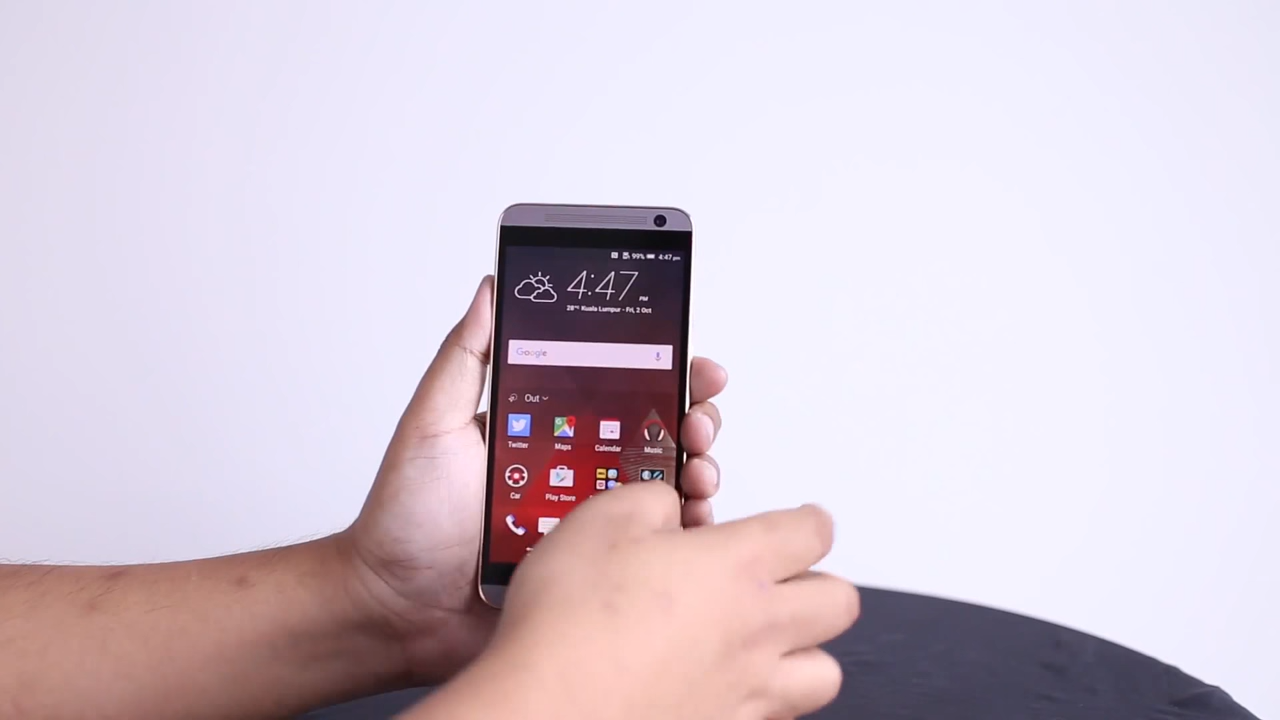 99% 4:47 pm
4:47 PM
28°C Kuala Lumpur - Fri, 2 Oct
Google
Out
Twitter Maps Calendar Music
Car Play Store